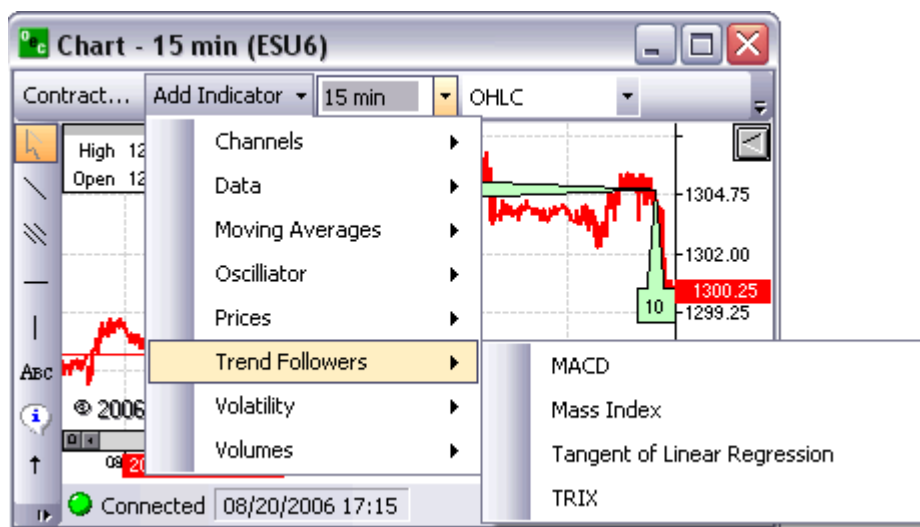 Chart - 15 min (ESU6)
Contract... Add Indicator 15 min OHLC
High 12
Open 12
Channels
Data
Moving Averages
Oscilliator
Prices
Trend Followers
Volatility
Volumes
MACD
Mass Index
Tangent of Linear Regression
TRIX
1304.75
1302.00
1300.25
1299.25
10
ABC
© 2006
08 20
Connected 08/20/2006 17:15